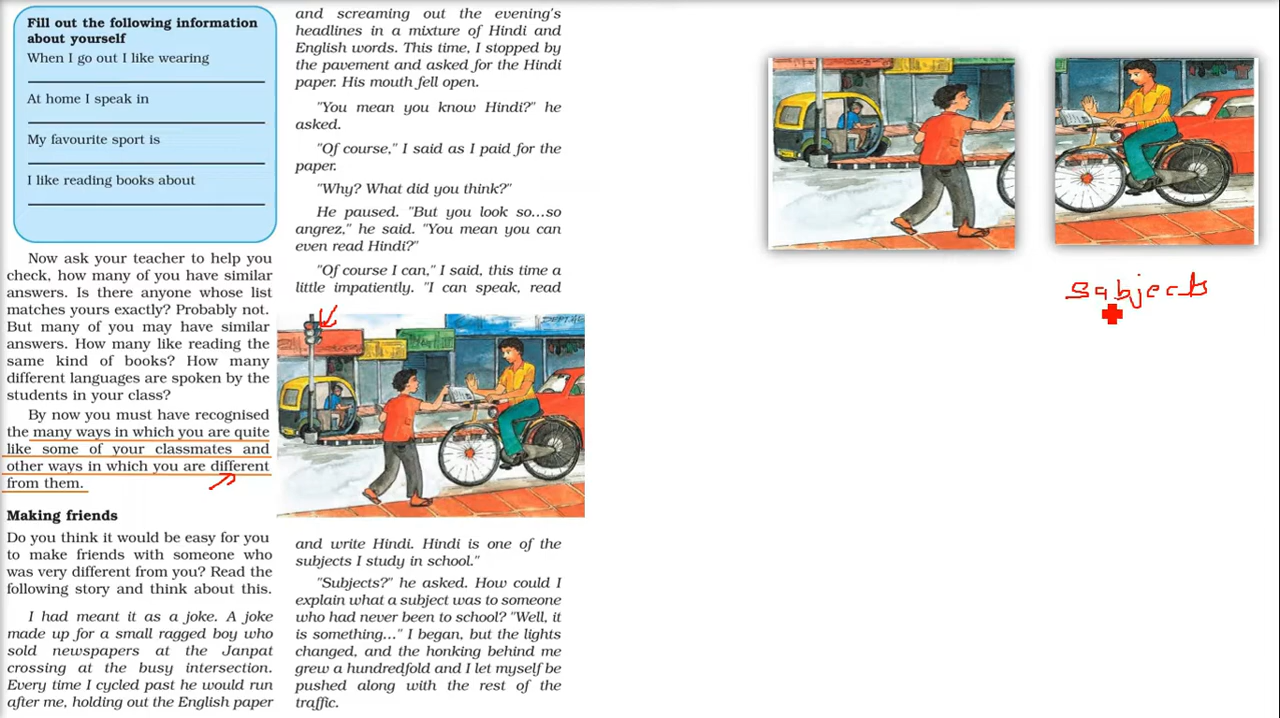 Fill out the following information
about yourself
When I go out I like wearing
At home I speak in
My favourite sport is
I like reading books about
Now ask your teacher to help you
check, how many of you have similar
answers. Is there anyone whose list
matches yours exactly? Probably not.
But many of you may have similar
answers. How many like reading the
same kind of books? How many
different languages are spoken by the
students in your class?
By now you must have recognised
the many ways in which you are quite
like some of your classmates and
other ways in which you are different
from them.
Making friends
Do you think it would be easy for you
to make friends with someone who
was very different from you? Read the
following story and think about this.
I had meant it as a joke. A joke
made up for a small ragged boy who
sold newspapers at the Janpat
crossing at the busy intersection.
Every time I cycled past he would run
after me, holding out the English paper
and screaming out the evening's
headlines in a mixture of Hindi and
English words. This time, I stopped by
the pavement and asked for the Hindi
paper. His mouth fell open.
"You mean you know Hindi?" he
asked.
"Of course," I said as I paid for the
paper.
"Why? What did you think?"
He paused. "But you look so...so
angrez," he said. "You mean you can
even read Hindi?"
"Of course I can," I said, this time a
little impatiently. "I can speak, read
and write Hindi. Hindi is one of the
subjects I study in school."
"Subjects?" he asked. How could I
explain what a subject was to someone
who had never been to school? "Well, it
is something..." I began, but the lights
changed, and the honking behind me
grew a hundredfold and I let myself be
pushed along with the rest of the
traffic.
Subjects